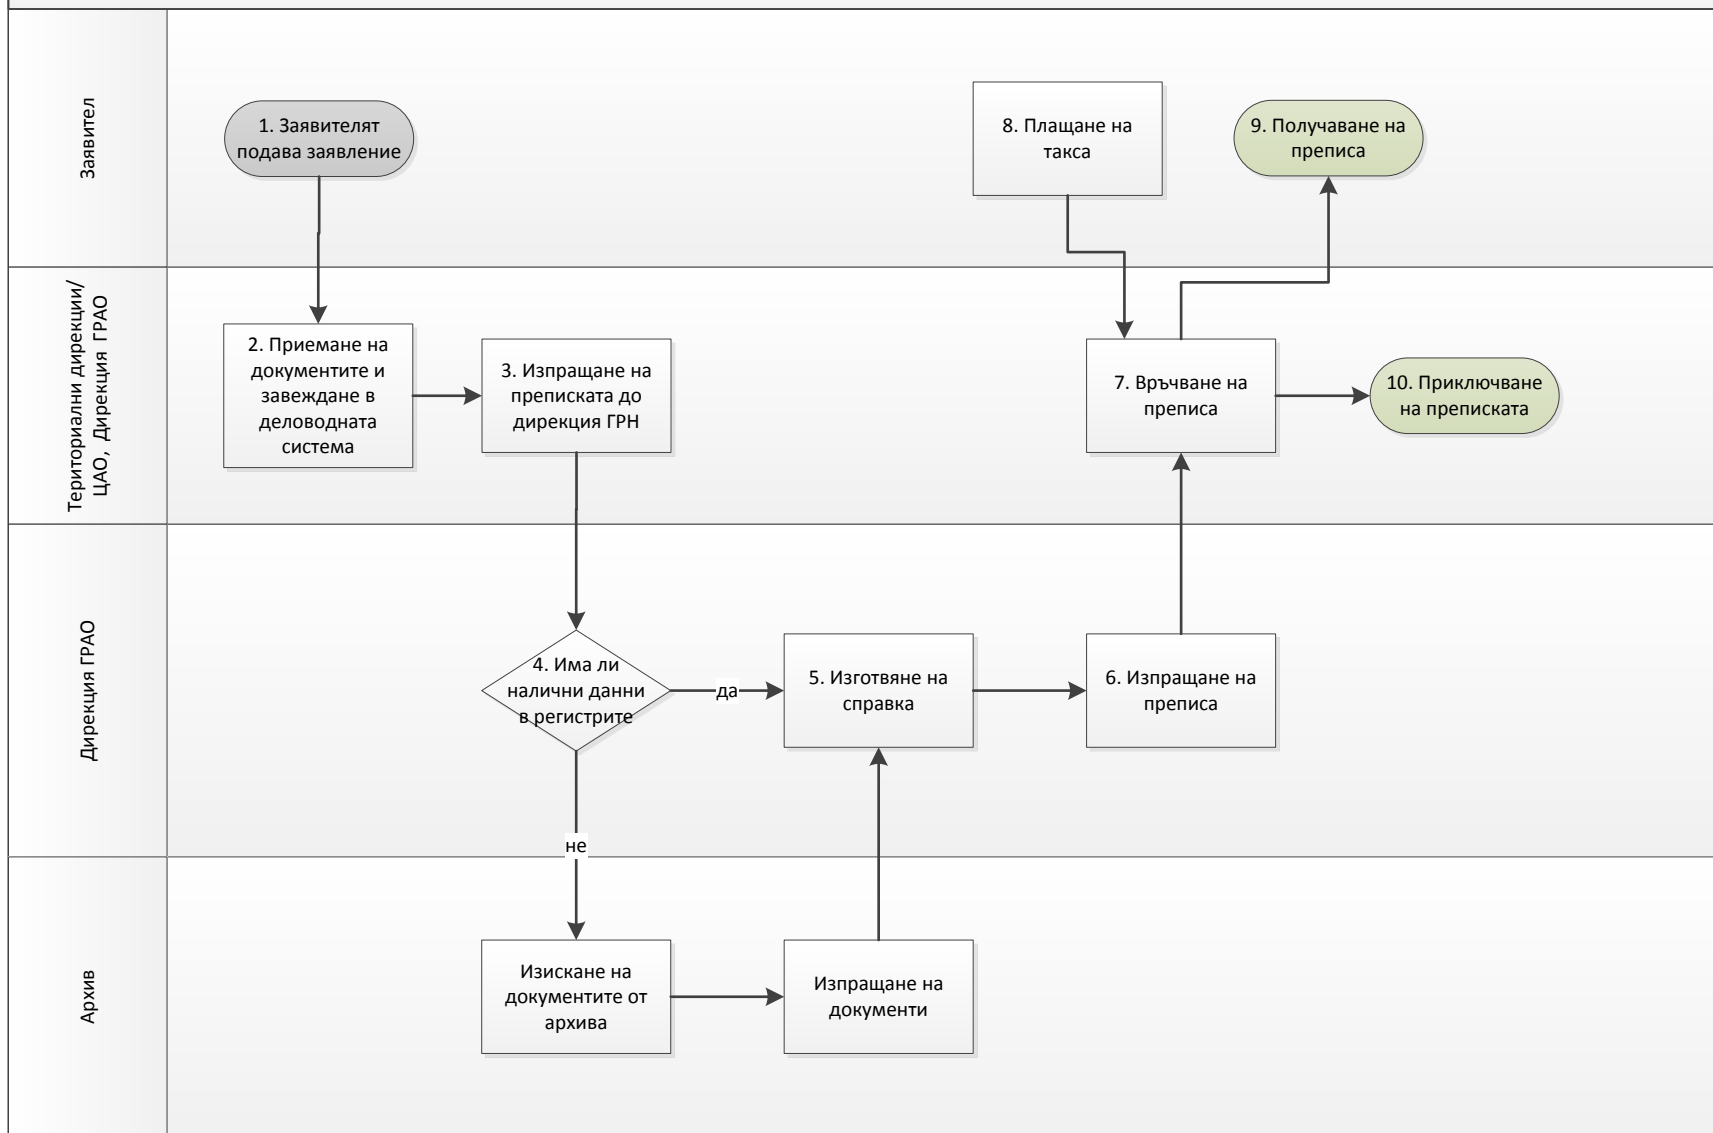 Заявител
1. Заявителят
подава заявление
8. Плащане на
такса
9. Получаване на
преписа
Териториални дирекции/
ЦАО, Дирекция ГРАО
2. Приемане на
документите и
завеждане в
деловодната
система
3. Изпращане на
преписката до
дирекция ГРН
7. Връчване на
преписа
10. Приключване
на преписката
Дирекция ГРАО
4. Има ли
налични данни
в регистрите
да
5. Изготвяне на
справка
6. Изпращане на
преписа
не
Архив
Изискане на
документите от
архива
Изпращане на
документи